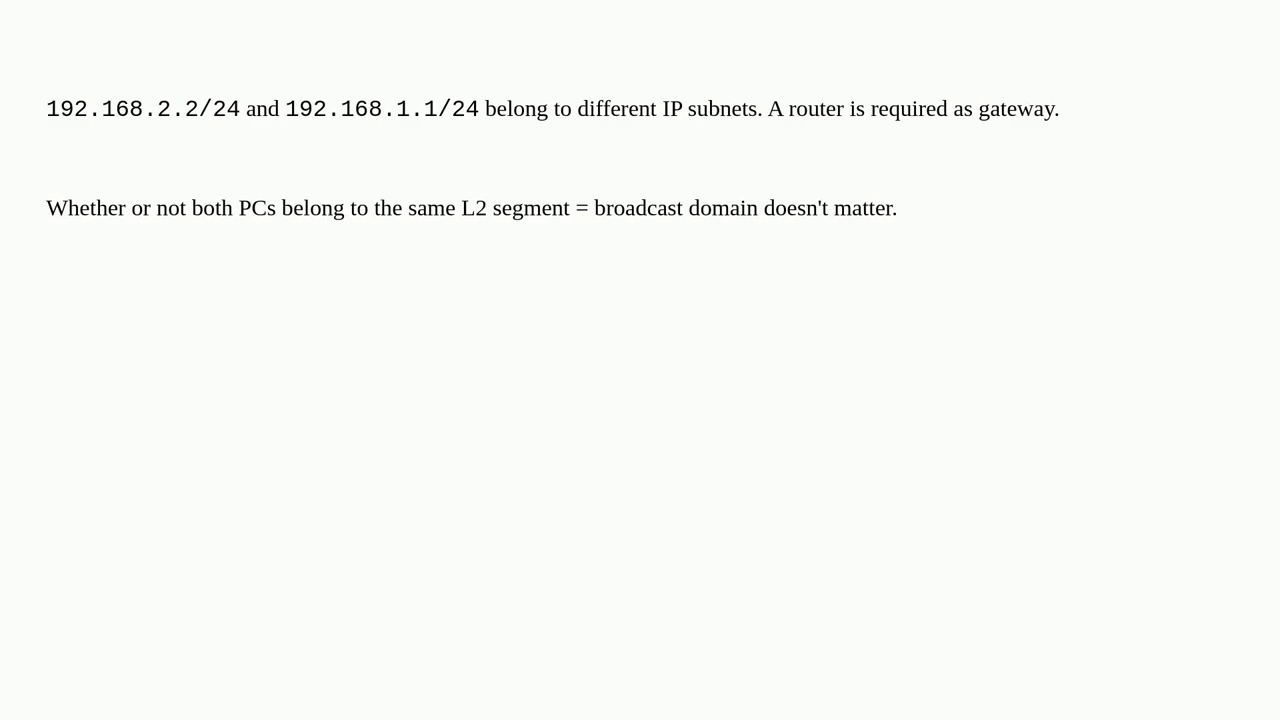 192.168.2.2/24 and 192.168.1.1/24 belong to different IP subnets. A router is required as gateway.
Whether or not both PCs belong to the same L2 segment = broadcast domain doesn't matter.